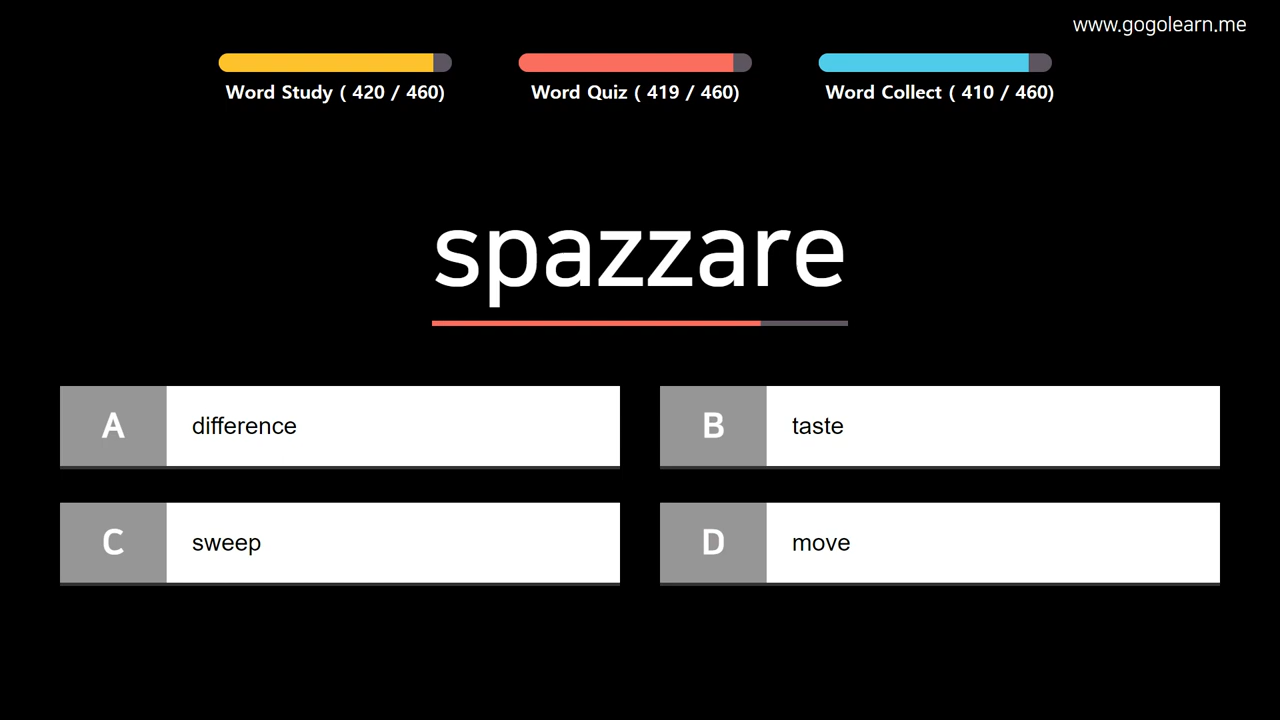 www.gogolearn.me
Word Study ( 420 / 460)
Word Quiz ( 419 / 460)
Word Collect ( 410 / 460)
spazzare
A difference
B taste
C sweep
D move